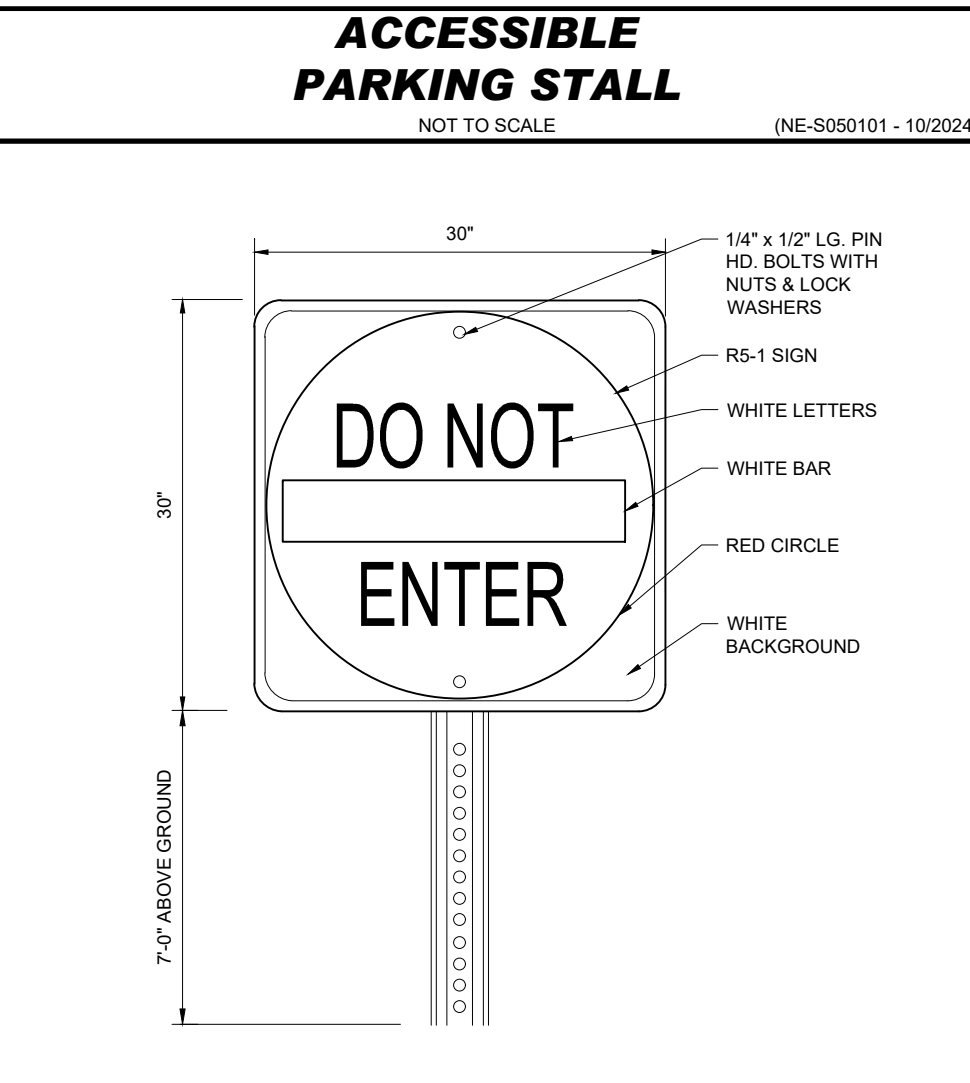 ACCESSIBLE
PARKING STALL
NOT TO SCALE
(NE-S050101 - 10/2024
30"
1/4" x 1/2" LG. PIN
HD. BOLTS WITH
NUTS & LOCK
WASHERS
R5-1 SIGN
WHITE LETTERS
WHITE BAR
RED CIRCLE
WHITE
BACKGROUND
DO NOT
ENTER
30"
7'-0" ABOVE GROUND